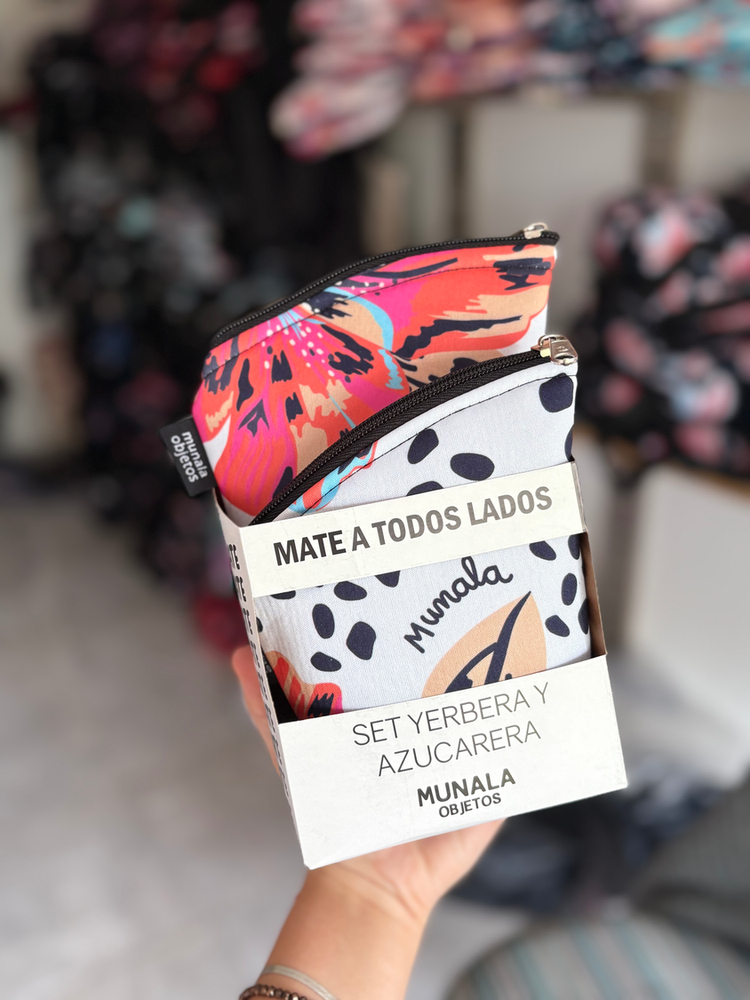 munala
objetos
MATE A TODOS LADOS
Munala
SET YERBERA Y
AZUCARERA
MUNALA
OBJETOS